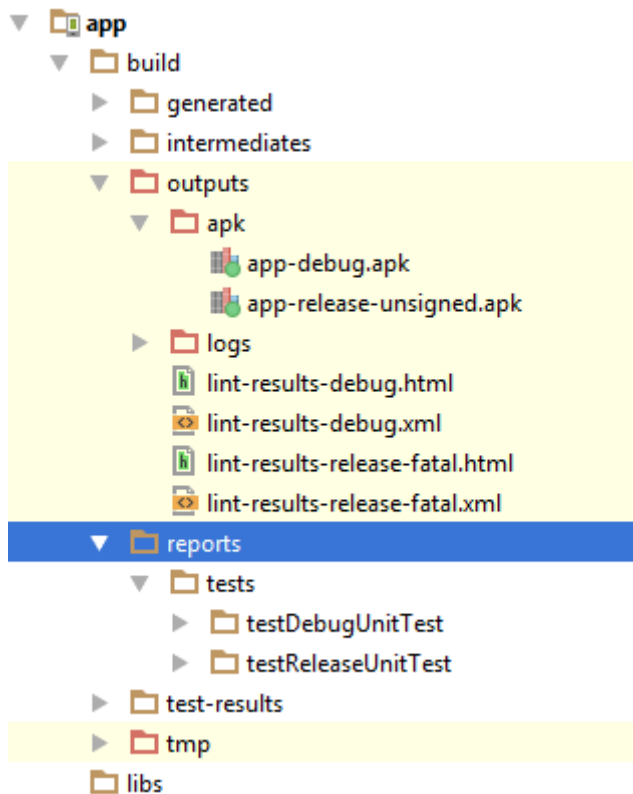 app
build
generated
intermediates
outputs
apk
app-debug.apk
app-release-unsigned.apk
logs
lint-results-debug.html
lint-results-debug.xml
lint-results-release-fatal.html
lint-results-release-fatal.xml
reports
tests
testDebugUnitTest
testReleaseUnitTest
test-results
tmp
libs